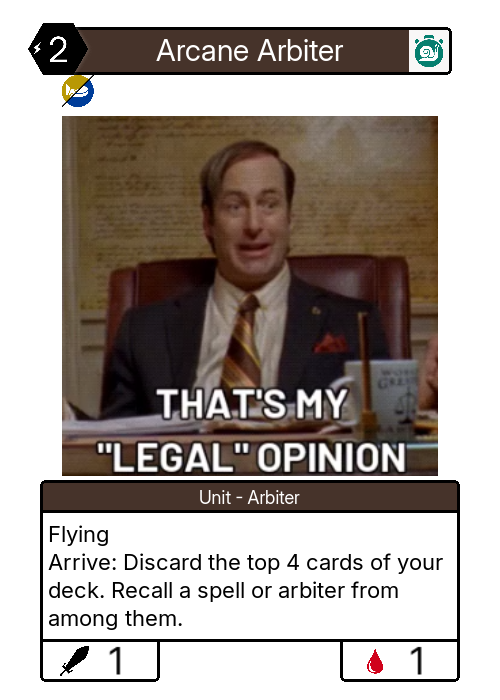 2
Arcane Arbiter
THAT'S MY
"LEGAL" OPINION
Unit - Arbiter
Flying
Arrive: Discard the top 4 cards of your
deck. Recall a spell or arbiter from
among them.
1
1